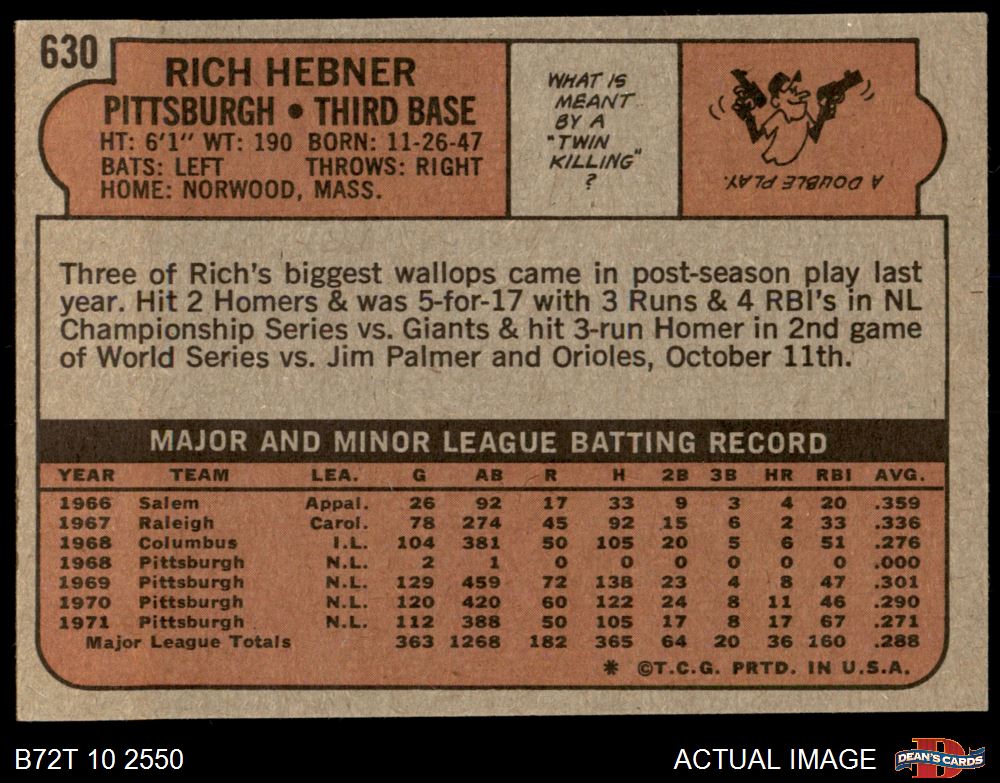 630
RICH HEBNER
PITTSBURGH • THIRD BASE
HT: 6'1" WT: 190 BORN: 11-26-47
BATS: LEFT THROWS: RIGHT
HOME: NORWOOD, MASS.
WHAT IS
MEANT
BY A
"TWIN
KILLING"
?
A DOUBLE PLAY.
Three of Rich's biggest wallops came in post-season play last
year. Hit 2 Homers & was 5-for-17 with 3 Runs & 4 RBI's in NL
Championship Series vs. Giants & hit 3-run Homer in 2nd game
of World Series vs. Jim Palmer and Orioles, October 11th.
MAJOR AND MINOR LEAGUE BATTING RECORD
YEAR TEAM LEA. G AB R H 2B 3B HR RBI AVG.
1966 Salem Appal. 26 92 17 33 9 3 4 20 .359
1967 Raleigh Carol. 78 274 45 92 15 6 2 33 .336
1968 Columbus I.L. 104 381 50 105 20 5 6 51 .276
1968 Pittsburgh N.L. 2 1 0 0 0 0 0 0 .000
1969 Pittsburgh N.L. 129 459 72 138 23 4 8 47 .301
1970 Pittsburgh N.L. 120 420 60 122 24 8 11 46 .290
1971 Pittsburgh N.L. 112 388 50 105 17 8 17 67 .271
Major League Totals 363 1268 182 365 64 20 36 160 .288
* ©T.C.G. PRTD. IN U.S.A.
B72T 10 2550 ACTUAL IMAGE
D
DEAN'S CARDS